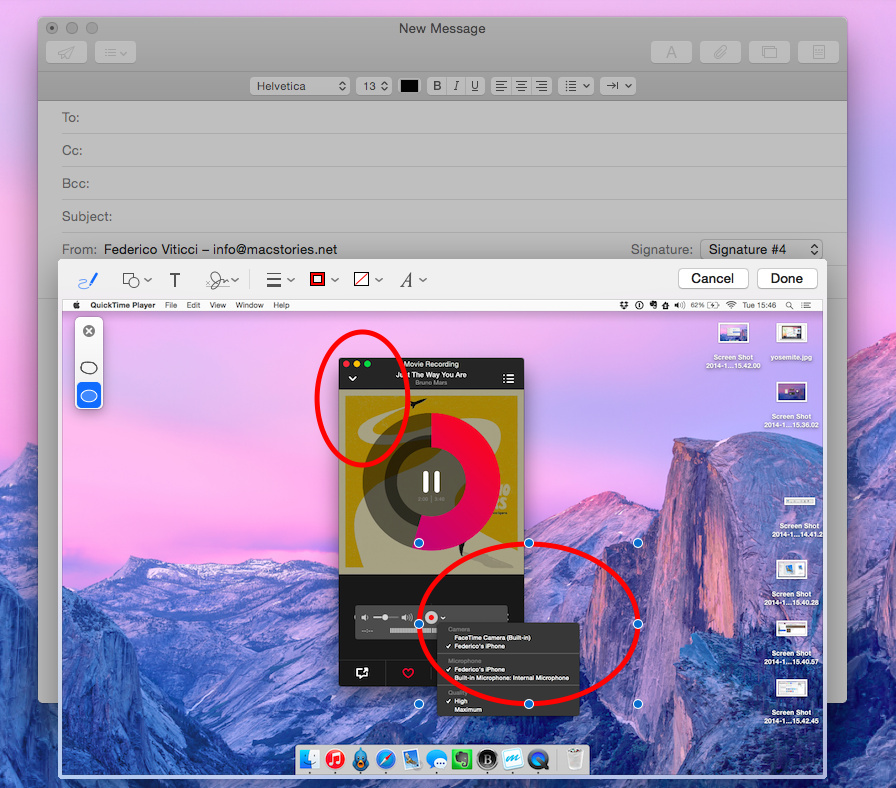 New Message
A
Helvetica 13 B I U
To:
Cc:
Bcc:
Subject:
From: Federico Viticci – info@macstories.net Signature: Signature #4
T A Cancel Done
QuickTime Player File Edit View Window Help 62% Tue 15:46
Movie Recording
Just The Way You Are
Bruno Mars
Screen Shot
2014-1...15.42.00
yosemite.jpg
Screen Shot
2014-1...15.36.02
Screen Shot
2014-1...14.41.2
Screen Shot
2014-1...15.40.28
Screen Shot
2014-1...15.40.57
Screen Shot
2014-1...15.42.45
--:--
Camera
FaceTime Camera (Built-in)
✓ Federico's iPhone
Microphone
✓ Federico's iPhone
Built-in Microphone: Internal Microphone
Quality
✓ High
Maximum
B